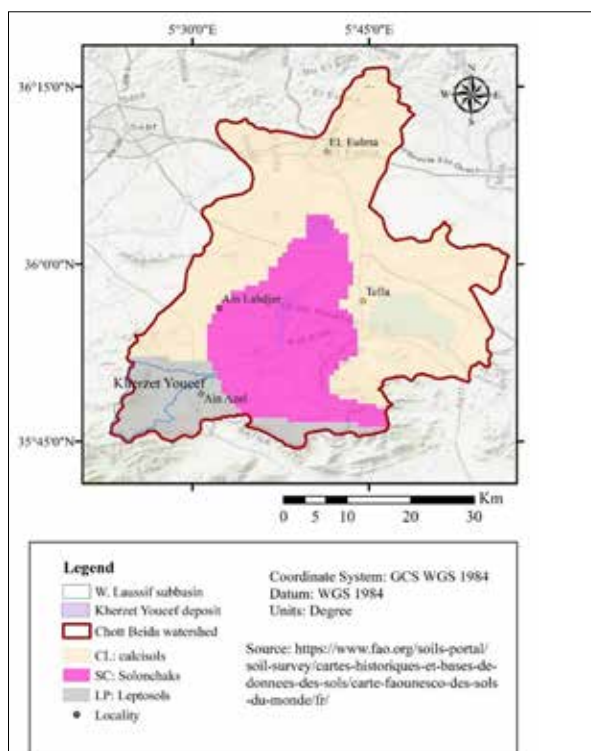 5°30'0"E 5°45'0"E
36°15'0"N
N
W E
S
EL Eulma
36°0'0"N
Tella
Ain Lahdjer
Kherzet Youcef
Ain Azel
35°45'0"N
Km
0 5 10 20 30
Legend
W. Laussif subbasin
Kherzet Youcef deposit
Chott Beida watershed
CL: calcisols
SC: Solonchaks
LP: Leptosols
Locality
Coordinate System: GCS WGS 1984
Datum: WGS 1984
Units: Degree
Source: https://www.fao.org/soils-portal/
soil-survey/cartes-historiques-et-bases-de-
donnees-des-sols/carte-faounesco-des-sols
-du-monde/fr/